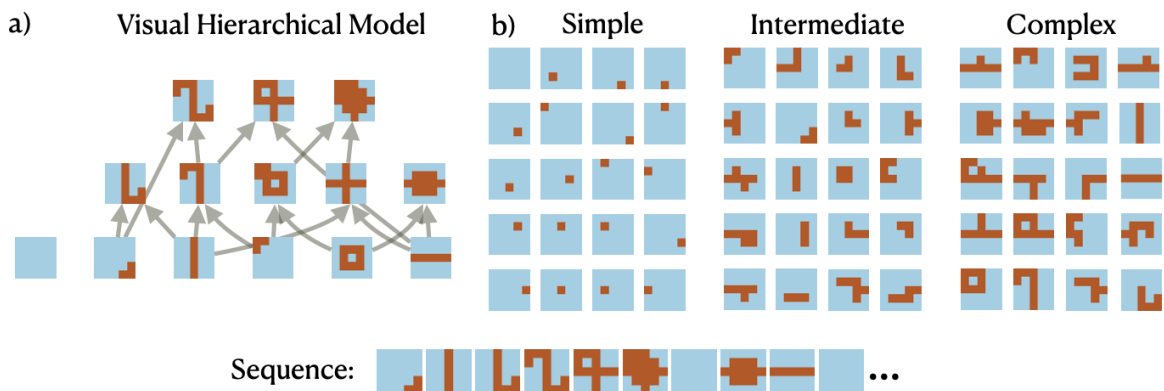 a) Visual Hierarchical Model
b) Simple Intermediate Complex
Sequence: ...